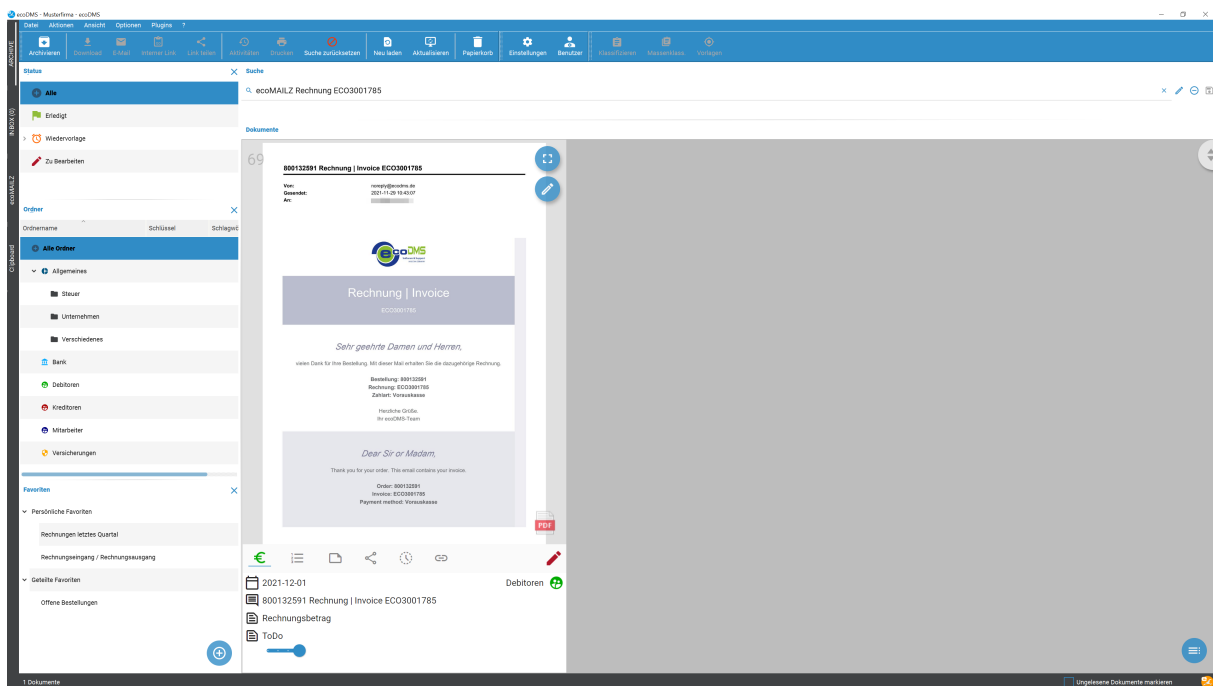 ecoDMS - Musterfirma - ecoDMS
Datei Aktionen Ansicht Optionen Plugins ?
Archivieren Download E-Mail Interner Link Link teilen Aktivitäten Drucken Suche zurücksetzen Neu laden Aktualisieren Papierkorb Einstellungen Benutzer Klassifizieren Massenklass. Vorlagen
ARCHIVE
INBOX (0)
ecoMAILZ
Clipboard
Status
Alle
Erledigt
Wiedervorlage
Zu Bearbeiten
Ordner
Ordnername Schlüssel Schlagwö
Alle Ordner
Allgemeines
Steuer
Unternehmen
Verschiedenes
Bank
Debitoren
Kreditoren
Mitarbeiter
Versicherungen
Favoriten
Persönliche Favoriten
Rechnungen letztes Quartal
Rechnungseingang / Rechnungsausgang
Geteilte Favoriten
Offene Bestellungen
Suche
ecoMAILZ Rechnung ECO3001785
Dokumente
69
800132591 Rechnung | Invoice ECO3001785
Von: noreply@ecodms.de
Gesendet: 2021-11-29 10:43:07
An:
ecoDMS
Rechnung | Invoice
ECO3001785
Sehr geehrte Damen und Herren,
vielen Dank für Ihre Bestellung. Mit dieser Mail erhalten Sie die dazugehörige Rechnung.
Bestellung: 800132591
Rechnung: ECO3001785
Zahlart: Vorauskasse
Herzliche Grüße
Ihr ecoDMS-Team
Dear Sir or Madam,
Thank you for your order. This email contains your invoice.
Order: 800132591
Invoice: ECO3001785
Payment method: Vorauskasse
PDF
2021-12-01 Debitoren
800132591 Rechnung | Invoice ECO3001785
Rechnungsbetrag
ToDo
1 Dokumente
Ungelesene Dokumente markieren